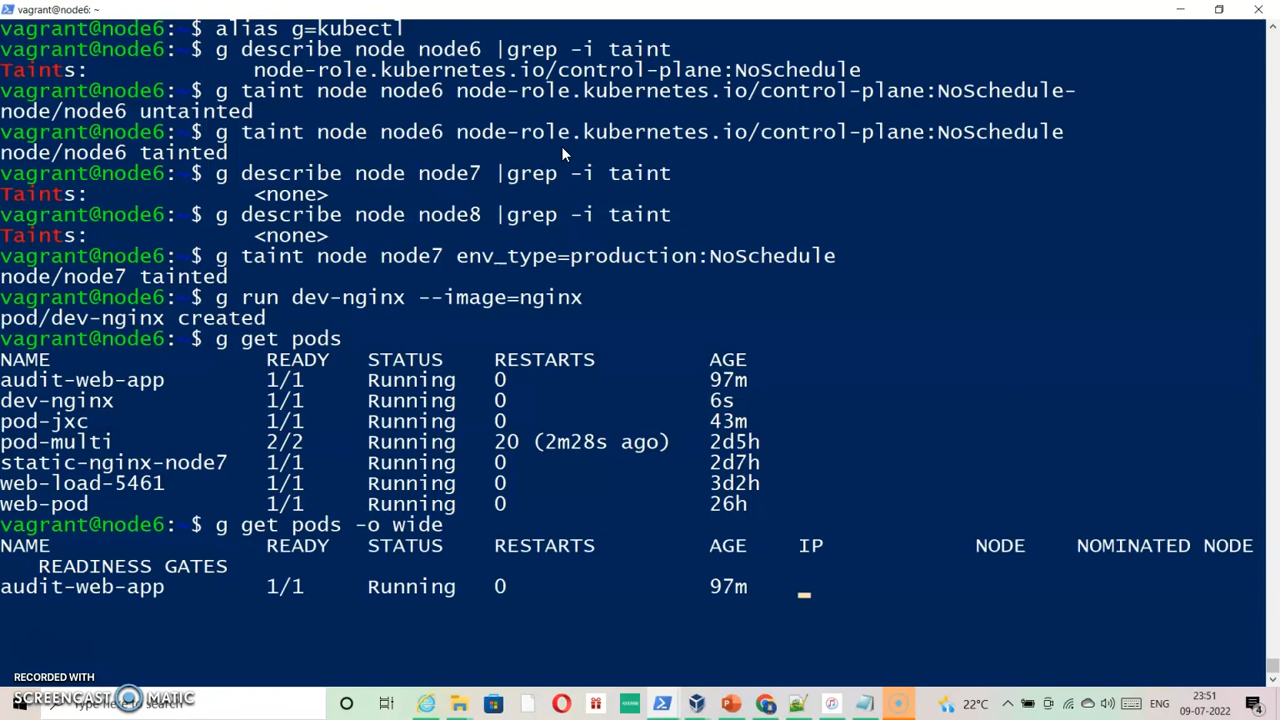 vagrant@node6: ~
vagrant@node6:~$ alias g=kubectl
vagrant@node6:~$ g describe node node6 |grep -i taint
Taints:             node-role.kubernetes.io/control-plane:NoSchedule
vagrant@node6:~$ g taint node node6 node-role.kubernetes.io/control-plane:NoSchedule-
node/node6 untainted
vagrant@node6:~$ g taint node node6 node-role.kubernetes.io/control-plane:NoSchedule
node/node6 tainted
vagrant@node6:~$ g describe node node7 |grep -i taint
Taints:             <none>
vagrant@node6:~$ g describe node node8 |grep -i taint
Taints:             <none>
vagrant@node6:~$ g taint node node7 env_type=production:NoSchedule
node/node7 tainted
vagrant@node6:~$ g run dev-nginx --image=nginx
pod/dev-nginx created
vagrant@node6:~$ g get pods
NAME                 READY   STATUS    RESTARTS         AGE
audit-web-app        1/1     Running   0                97m
dev-nginx            1/1     Running   0                6s
pod-jxc              1/1     Running   0                43m
pod-multi            2/2     Running   20 (2m28s ago)   2d5h
static-nginx-node7   1/1     Running   0                2d7h
web-load-5461        1/1     Running   0                3d2h
web-pod              1/1     Running   0                26h
vagrant@node6:~$ g get pods -o wide
NAME                 READY   STATUS    RESTARTS         AGE    IP            NODE    NOMINATED NODE
   READINESS GATES
audit-web-app        1/1     Running   0                97m
RECORDED WITH
SCREENCAST MATIC
22°C ENG 23:51
09-07-2022 4